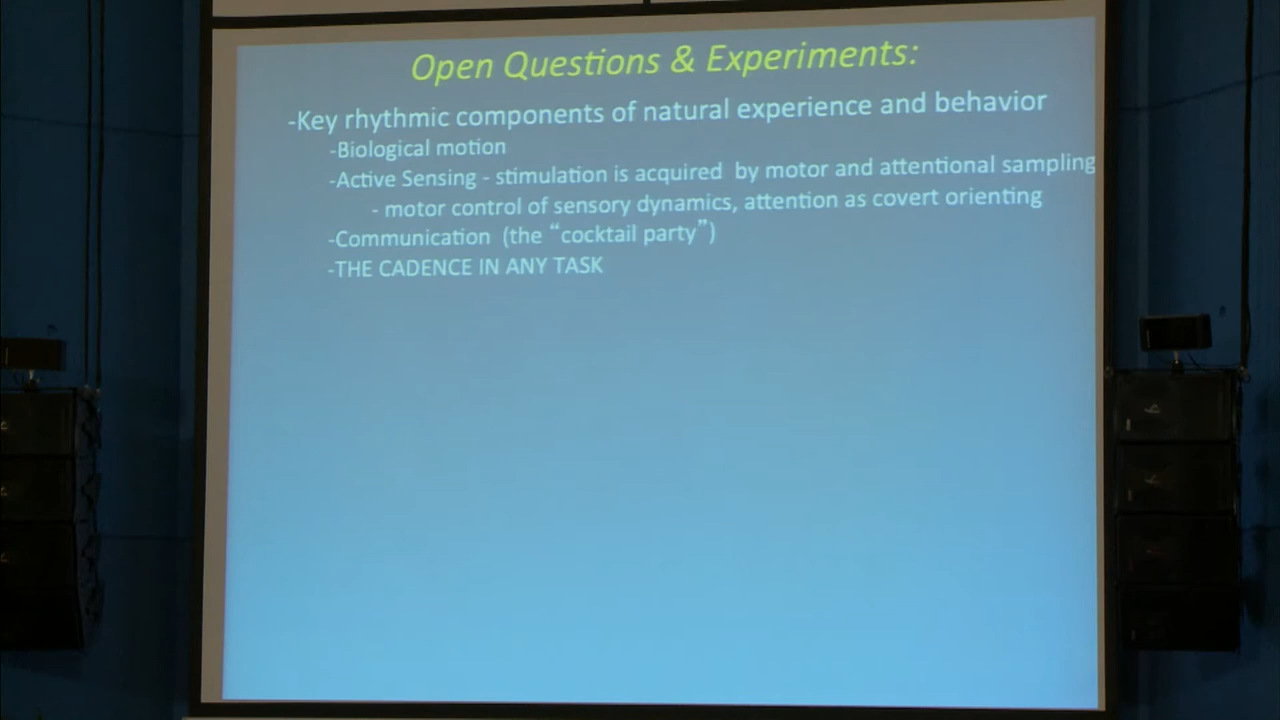 Open Questions & Experiments:
-Key rhythmic components of natural experience and behavior
-Biological motion
-Active Sensing - stimulation is acquired by motor and attentional sampling
- motor control of sensory dynamics, attention as covert orienting
-Communication (the “cocktail party”)
-THE CADENCE IN ANY TASK